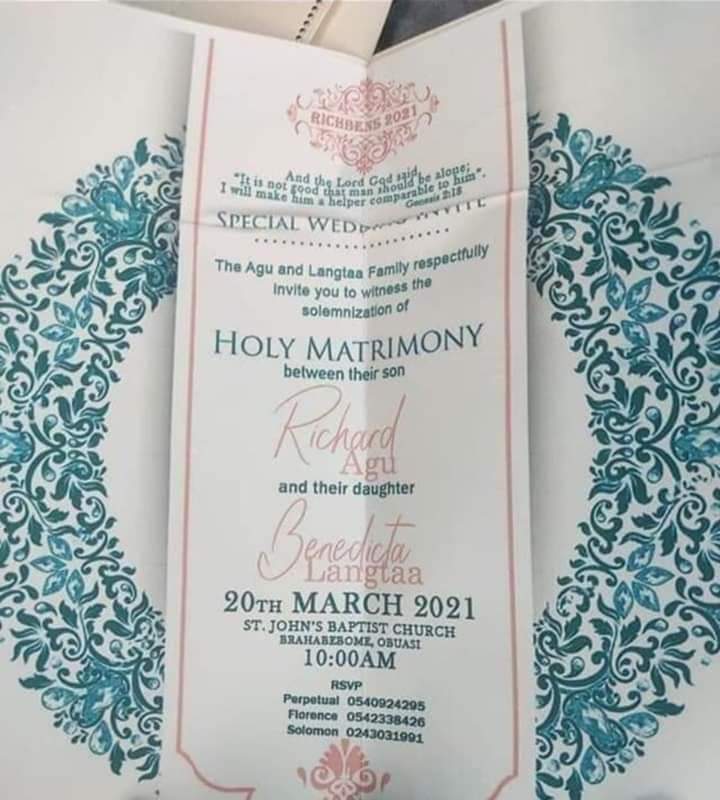 RICHBENS 2021
And the Lord God said,
"It is not good that man should be alone;
I will make him a helper comparable to him".
Genesis 2:18
SPECIAL WEDDING INVITE
The Agu and Langtaa Family respectfully
invite you to witness the
solemnization of
HOLY MATRIMONY
between their son
Richard
Agu
and their daughter
Benedicta
Langtaa
20TH MARCH 2021
ST. JOHN'S BAPTIST CHURCH
BRAHABEBOME, OBUASI
10:00AM
RSVP
Perpetual 0540924295
Florence 0542338426
Solomon 0243031991